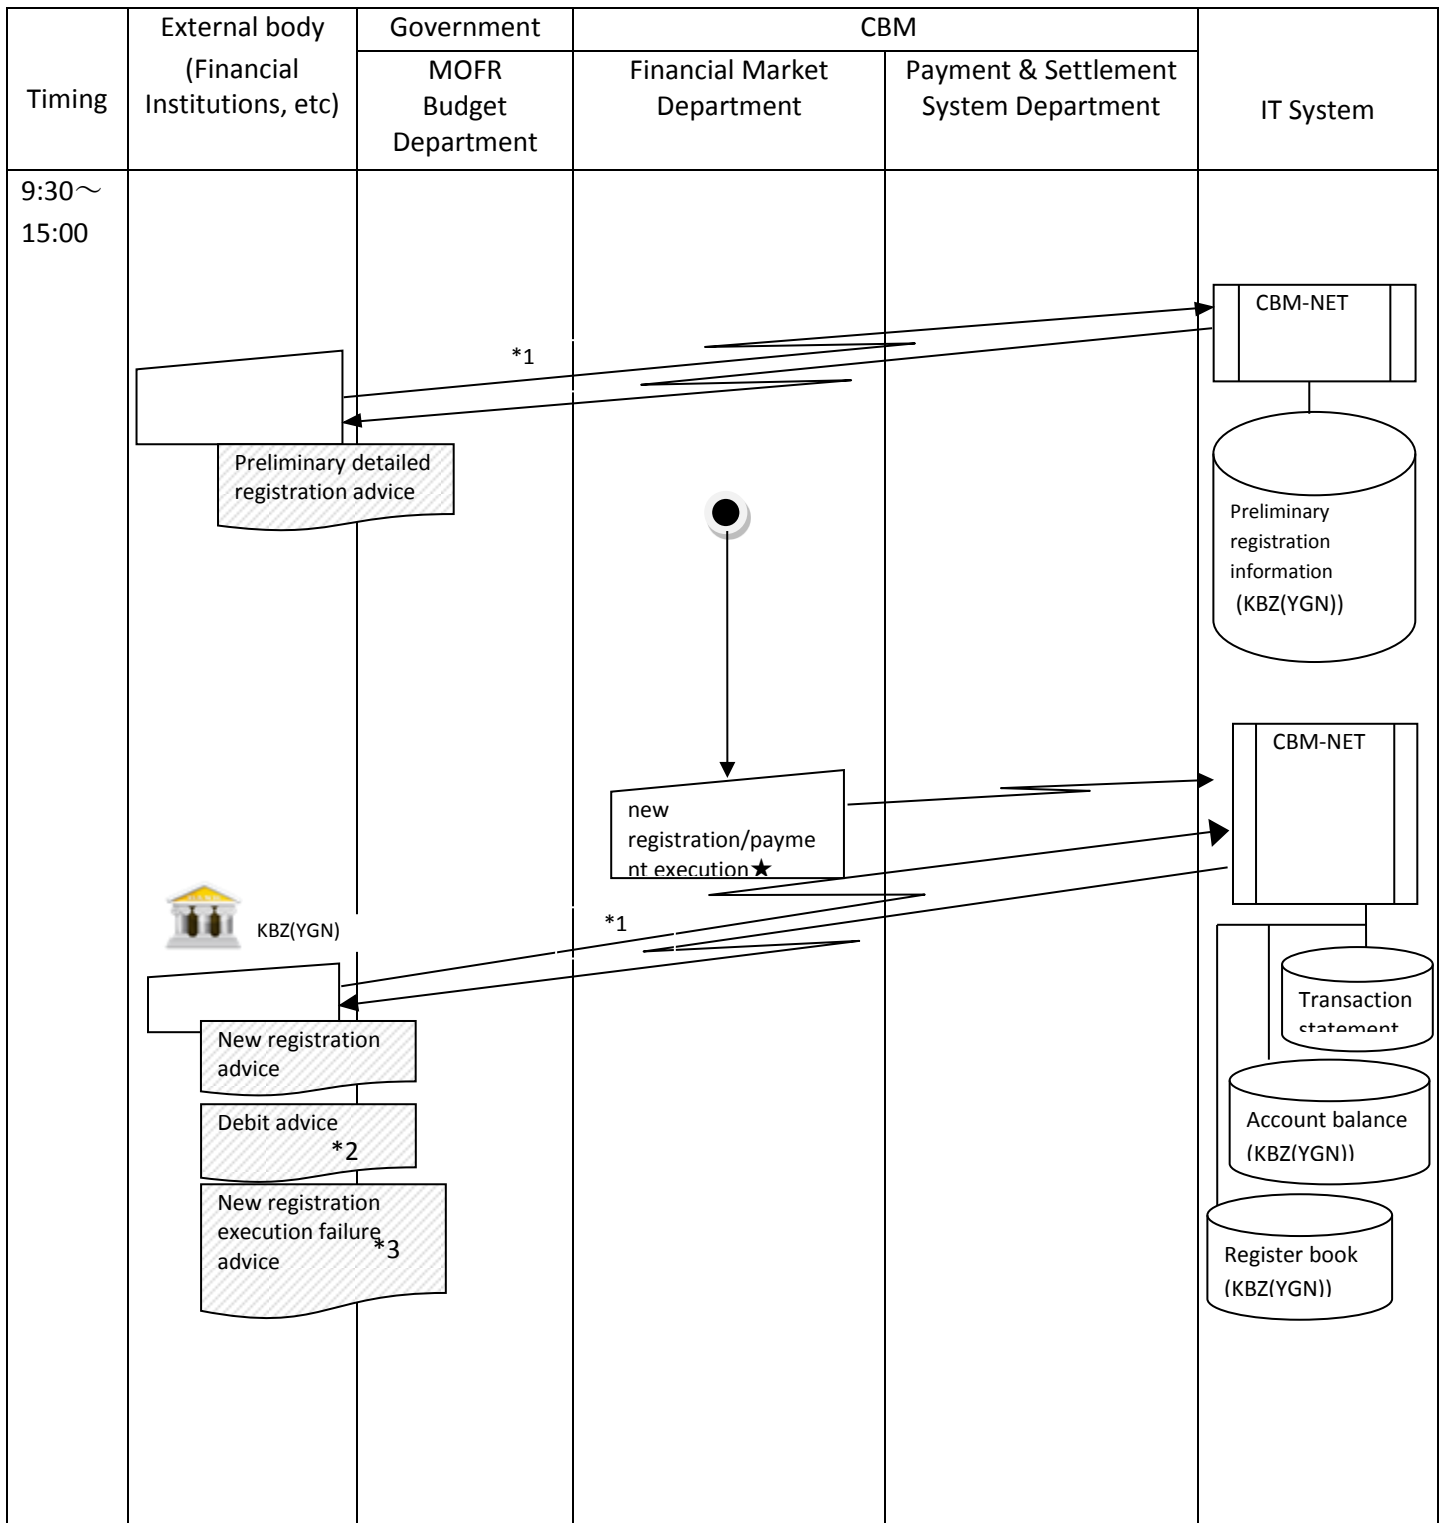 Timing
External body
(Financial
Institutions, etc)
Government
MOFR
Budget
Department
CBM
Financial Market
Department
Payment & Settlement
System Department
IT System
9:30～
15:00
CBM-NET
*1
Preliminary detailed
registration advice
Preliminary
registration
information
(KBZ(YGN))
CBM-NET
new
registration/payme
nt execution★
KBZ(YGN)
*1
Transaction
statement
New registration
advice
Debit advice
*2
Account balance
(KBZ(YGN))
New registration
execution failure
advice
*3
Register book
(KBZ(YGN))